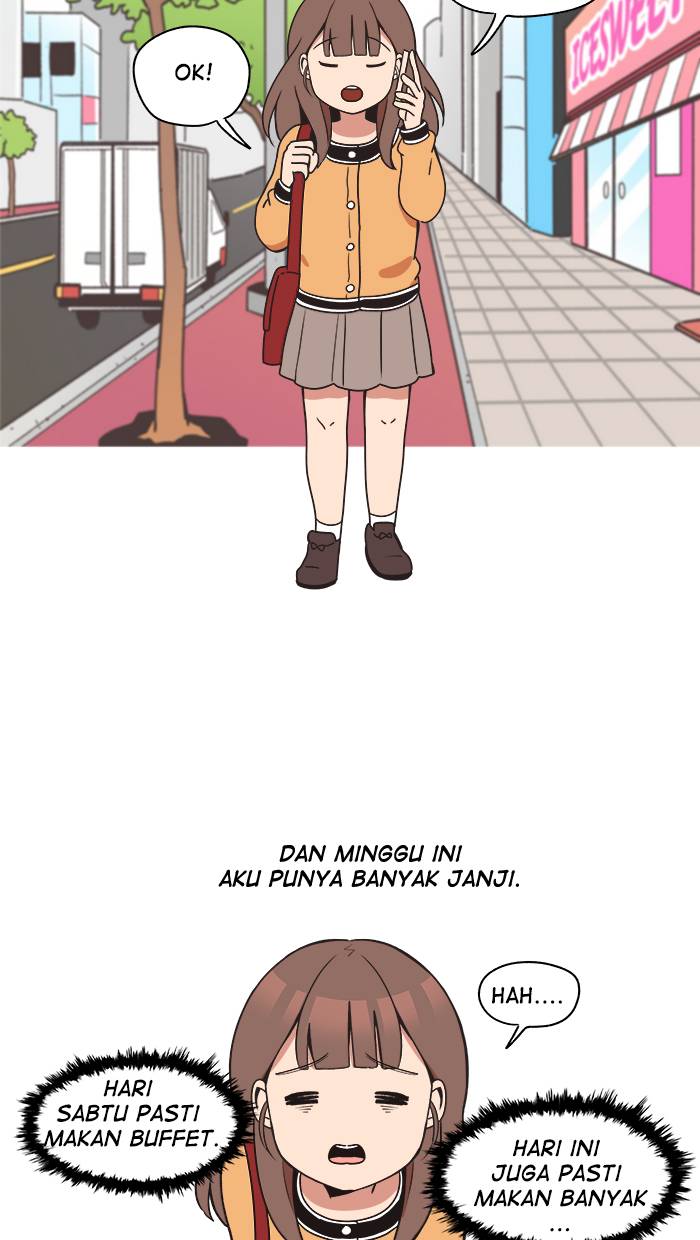 ICESWEET
OK!
DAN MINGGU INI
AKU PUNYA BANYAK JANJI.
HAH....
HARI
SABTU PASTI
MAKAN BUFFET.
HARI INI
JUGA PASTI
MAKAN BANYAK
...